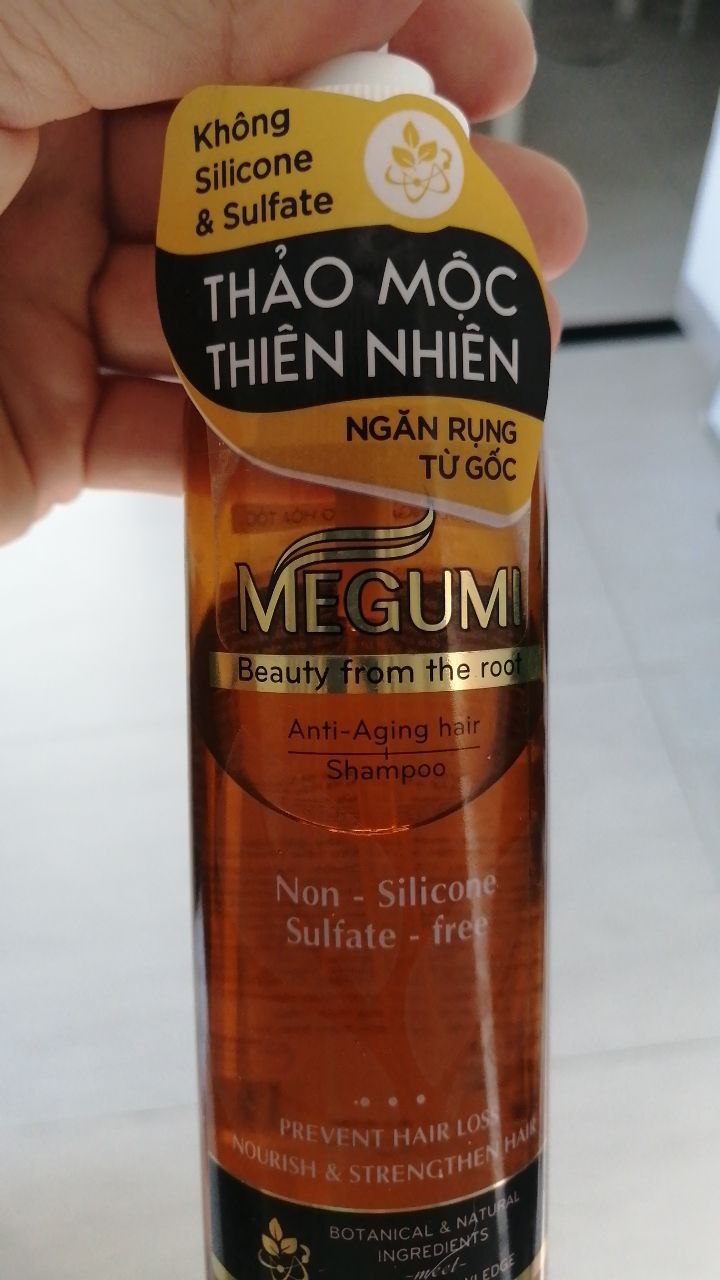 Không
Silicone
& Sulfate
THẢO MỘC
THIÊN NHIÊN
NGĂN RỤNG
TỪ GỐC
MEGUMI
Beauty from the root
Anti-Aging hair
Shampoo
Non - Silicone
Sulfate - free
PREVENT HAIR LOSS
NOURISH & STRENGTHEN HAIR
BOTANICAL & NATURAL
INGREDIENTS
-meet-